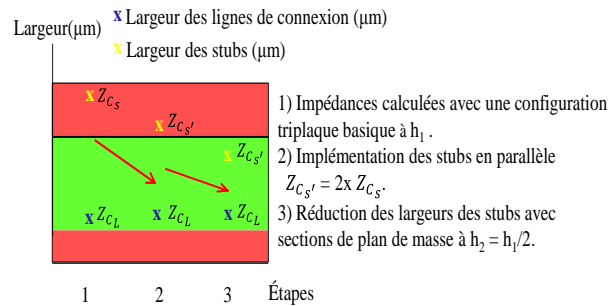 Largeur(μm)
x Largeur des lignes de connexion (μm)
x Largeur des stubs (μm)
x Z_{C_s}
x Z_{C_{s'}}
x Z_{C_{s'}}
x Z_{C_L}
x Z_{C_L}
x Z_{C_L}
1 2 3 Étapes
1) Impédances calculées avec une configuration
triplaque basique à h₁ .
2) Implémentation des stubs en parallèle
Z_{C_{s'}} = 2x Z_{C_s}.
3) Réduction des largeurs des stubs avec
sections de plan de masse à h₂ = h₁/2.